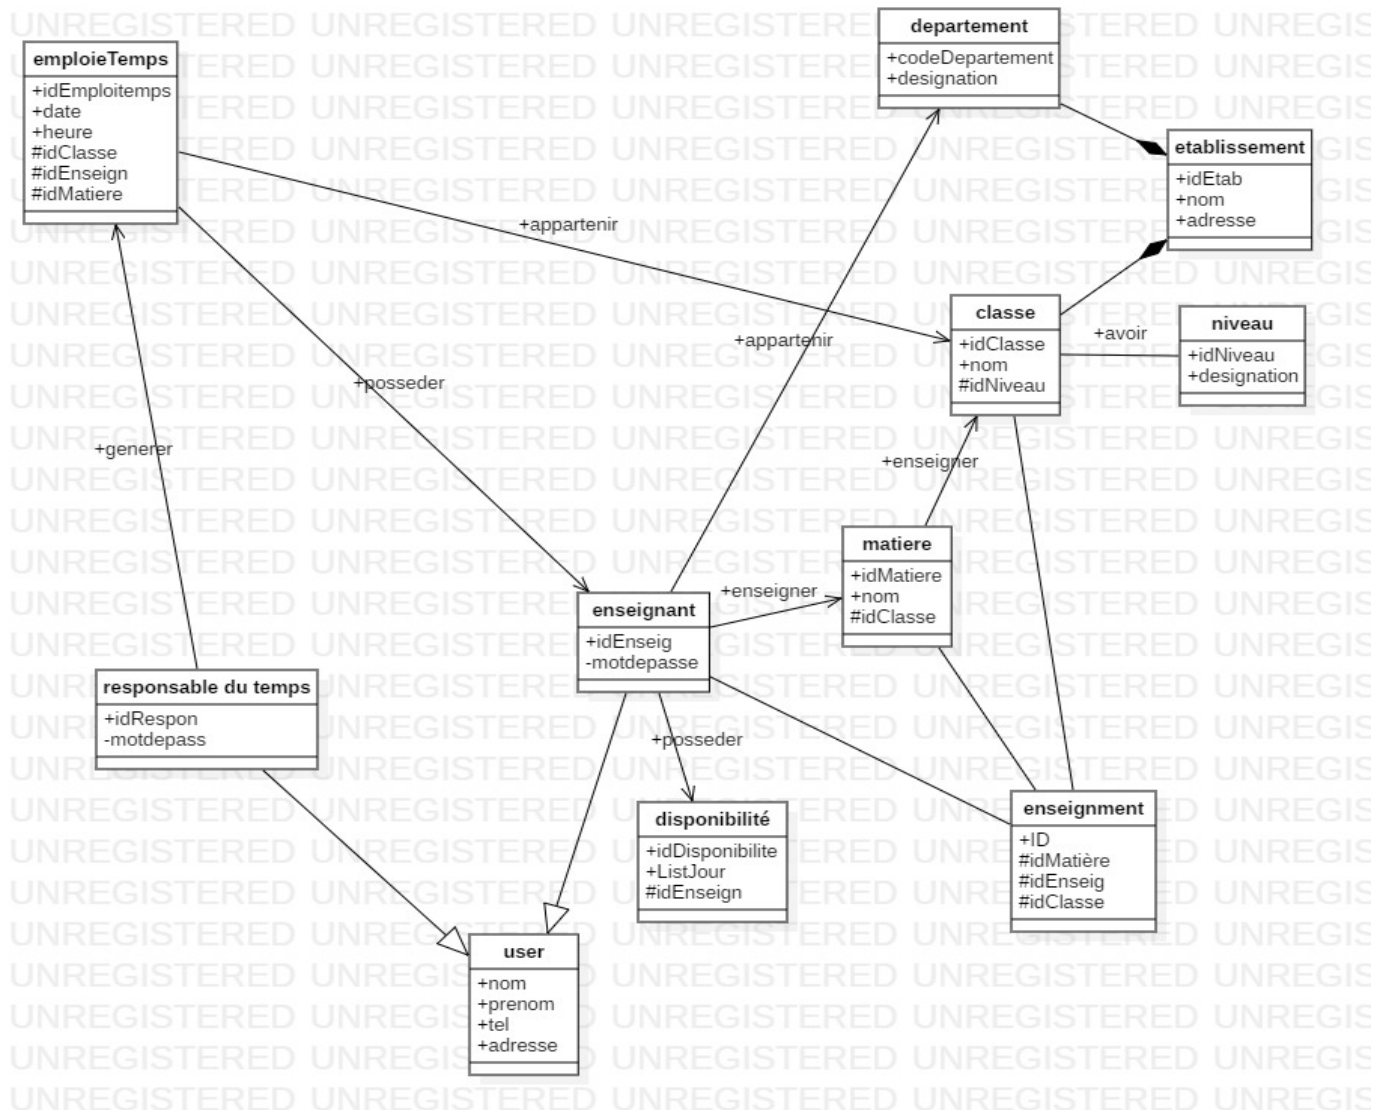 UNREGISTERED
departement
+codeDepartement
+designation
emploieTemps
+idEmploitemps
+date
+heure
#idClasse
#idEnseign
#idMatiere
etablissement
+idEtab
+nom
+adresse
+appartenir
classe
+idClasse
+nom
#idNiveau
+avoir
niveau
+idNiveau
+designation
+appartenir
+posseder
+generer
+enseigner
matiere
+idMatiere
+nom
#idClasse
+enseigner
enseignant
+idEnseig
-motdepasse
responsable du temps
+idRespon
-motdepass
+posseder
disponibilité
+idDisponibilite
+ListJour
#idEnseign
enseignment
+ID
#idMatière
#idEnseig
#idClasse
user
+nom
+prenom
+tel
+adresse